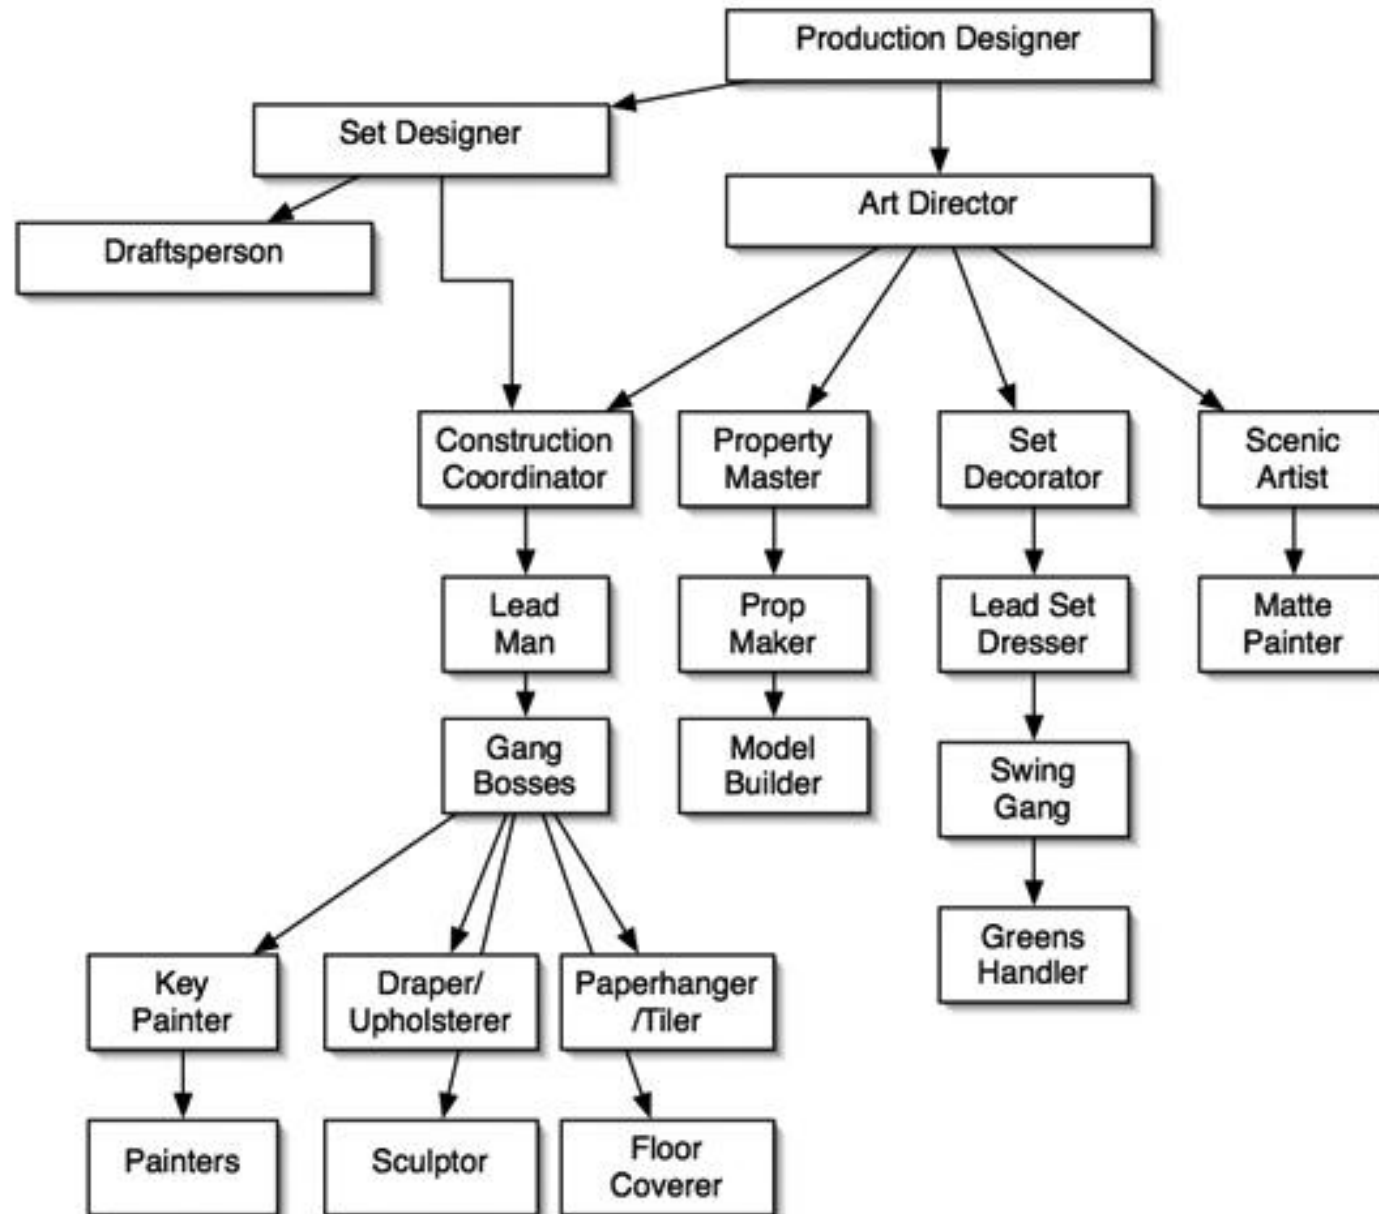 Production Designer
Set Designer
Art Director
Draftsperson
Construction
Coordinator
Property
Master
Set
Decorator
Scenic
Artist
Lead
Man
Prop
Maker
Lead Set
Dresser
Matte
Painter
Gang
Bosses
Model
Builder
Swing
Gang
Greens
Handler
Key
Painter
Draper/
Upholsterer
Paperhanger
/Tiler
Painters
Sculptor
Floor
Coverer